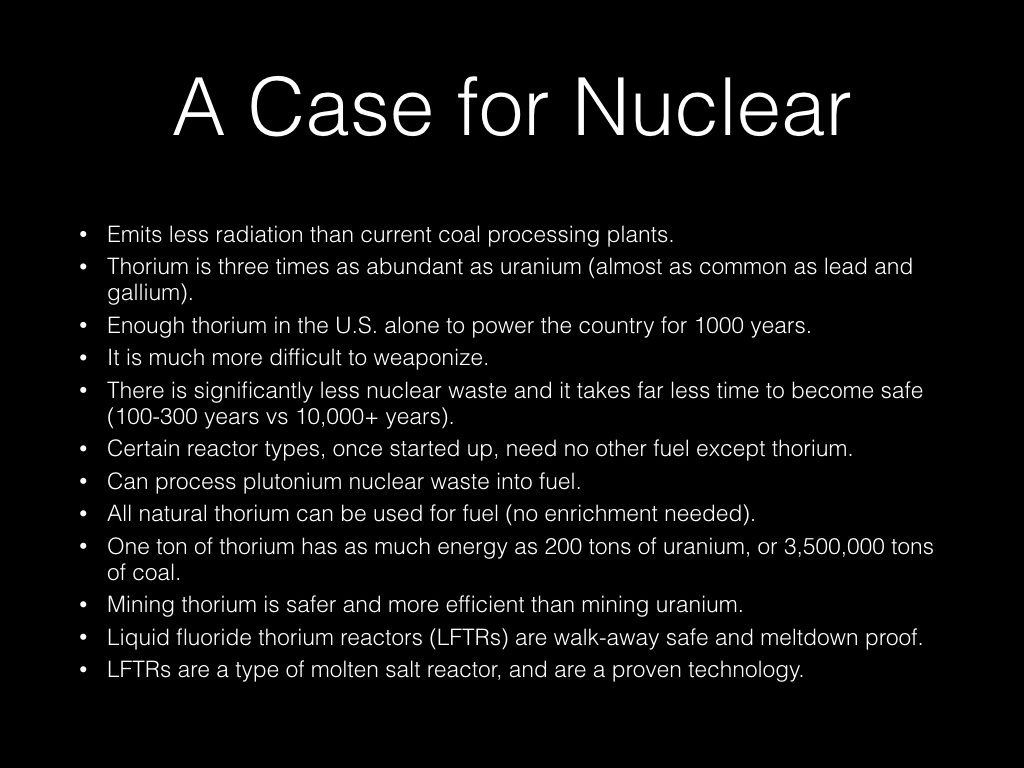 A Case for Nuclear
• Emits less radiation than current coal processing plants.
• Thorium is three times as abundant as uranium (almost as common as lead and
gallium).
• Enough thorium in the U.S. alone to power the country for 1000 years.
• It is much more difficult to weaponize.
• There is significantly less nuclear waste and it takes far less time to become safe
(100-300 years vs 10,000+ years).
• Certain reactor types, once started up, need no other fuel except thorium.
• Can process plutonium nuclear waste into fuel.
• All natural thorium can be used for fuel (no enrichment needed).
• One ton of thorium has as much energy as 200 tons of uranium, or 3,500,000 tons
of coal.
• Mining thorium is safer and more efficient than mining uranium.
• Liquid fluoride thorium reactors (LFTRs) are walk-away safe and meltdown proof.
• LFTRs are a type of molten salt reactor, and are a proven technology.